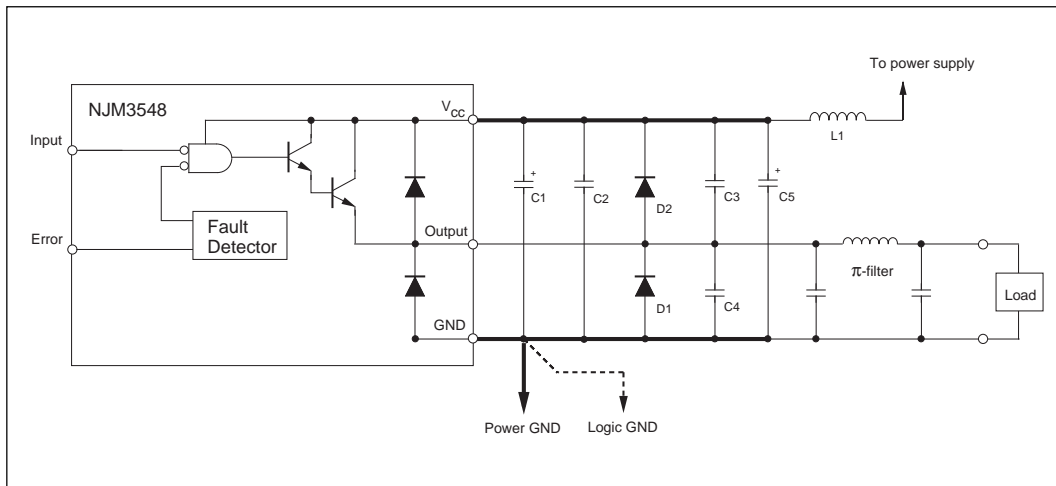 To power supply
NJM3548
VCC
L1
Input
+
+
C1
C2
D2
C3
C5
Error
Fault
Detector
Output
π-filter
D1
C4
Load
GND
Power GND
Logic GND